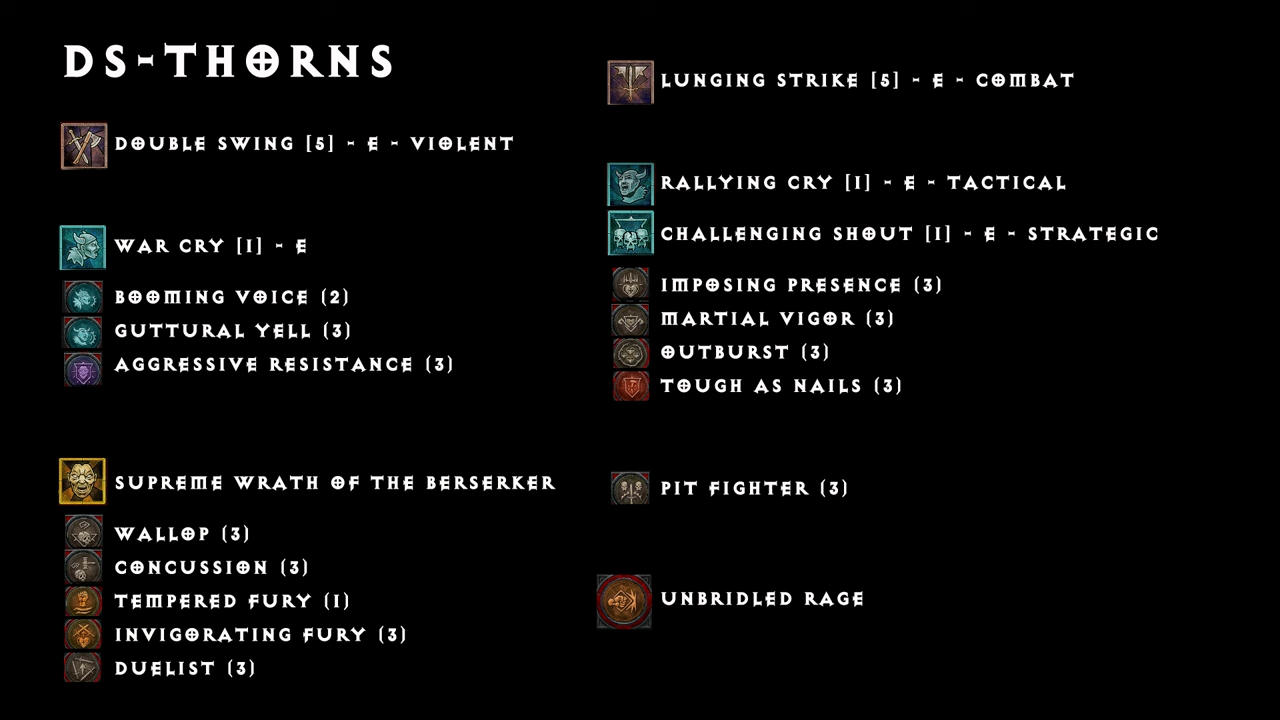 DS-THORNS
DOUBLE SWING [5] - E - VIOLENT
WAR CRY [1] - E
BOOMING VOICE (2)
GUTTURAL YELL (3)
AGGRESSIVE RESISTANCE (3)
SUPREME WRATH OF THE BERSERKER
WALLOP (3)
CONCUSSION (3)
TEMPERED FURY (1)
INVIGORATING FURY (3)
DUELIST (3)
LUNGING STRIKE [5] - E - COMBAT
RALLYING CRY [1] - E - TACTICAL
CHALLENGING SHOUT [1] - E - STRATEGIC
IMPOSING PRESENCE (3)
MARTIAL VIGOR (3)
OUTBURST (3)
TOUGH AS NAILS (3)
PIT FIGHTER (3)
UNBRIDLED RAGE